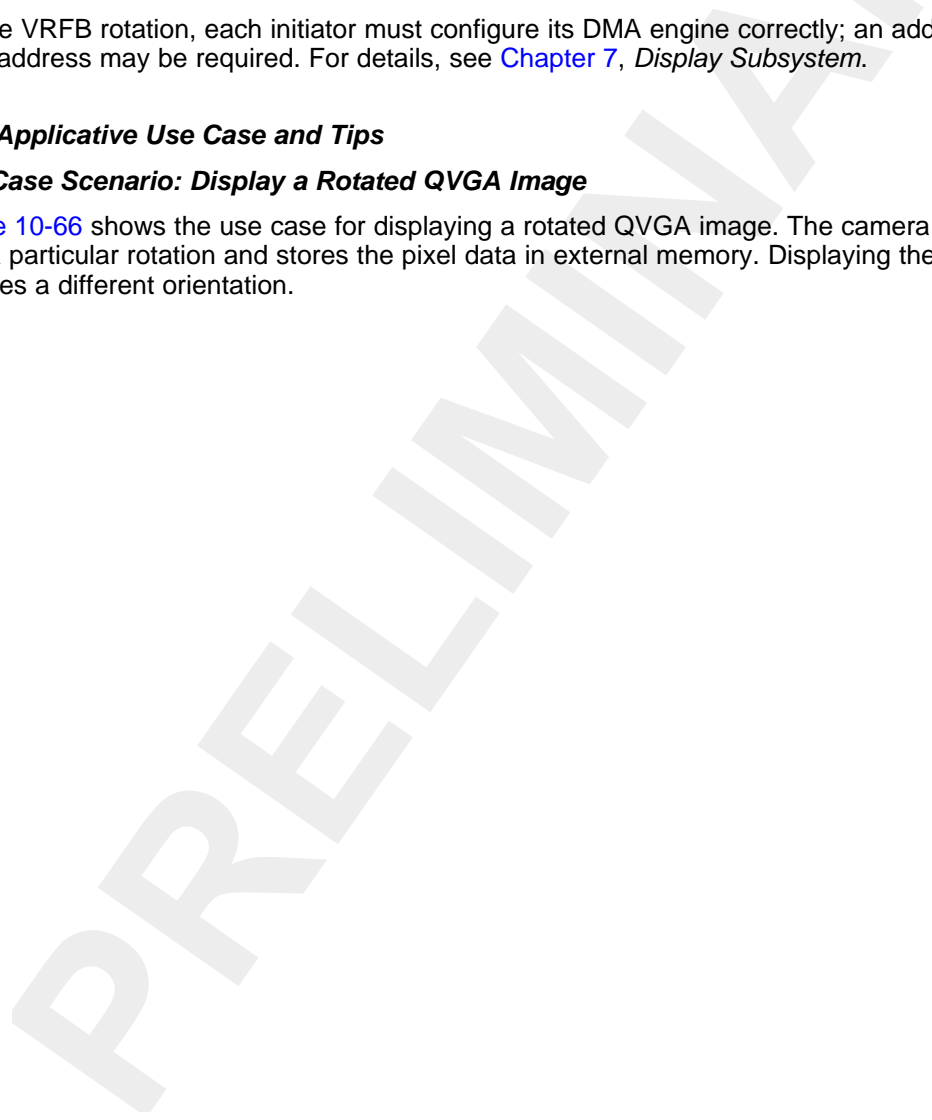 e VRFB rotation, each initiator must configure its DMA engine correctly; an add
address may be required. For details, see Chapter 7, Display Subsystem.
Applicative Use Case and Tips
Case Scenario: Display a Rotated QVGA Image
e 10-66 shows the use case for displaying a rotated QVGA image. The camera
particular rotation and stores the pixel data in external memory. Displaying the
es a different orientation.
PRELIMINA